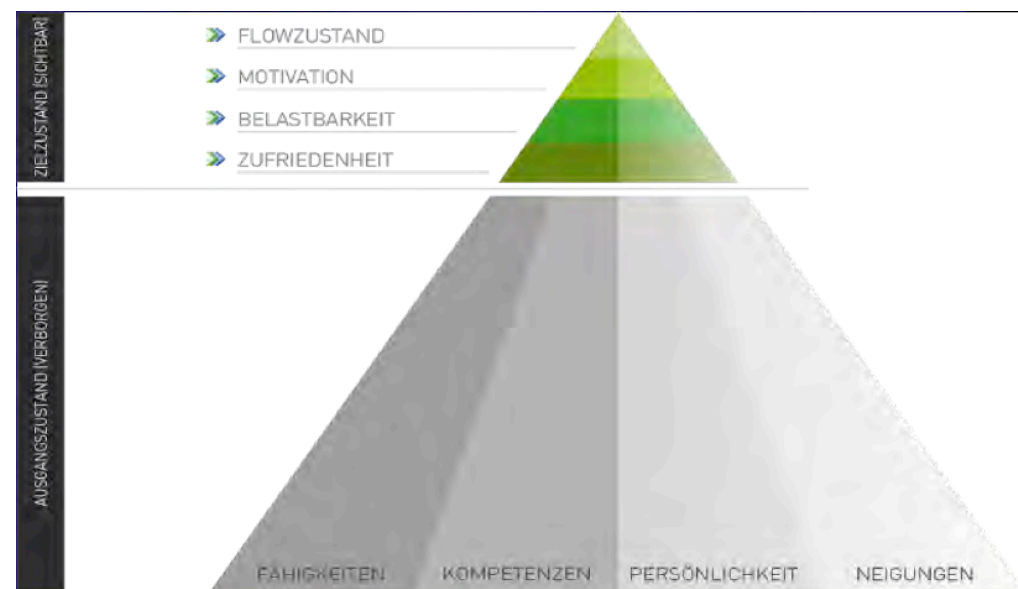 ZIELZUSTAND (SICHTBAR)
FLOWZUSTAND
MOTIVATION
BELASTBARKEIT
ZUFRIEDENHEIT
AUSGANGSZUSTAND (VERBORGEN)
FÄHIGKEITEN KOMPETENZEN PERSÖNLICHKEIT NEIGUNGEN